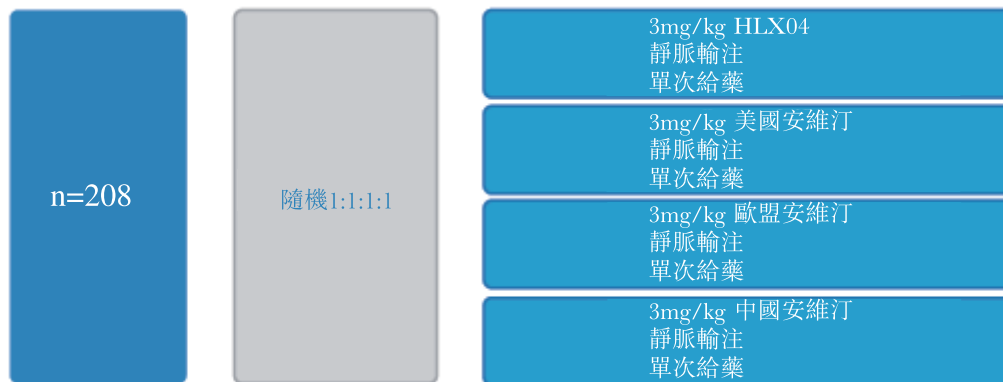 n=208
隨機1:1:1:1
3mg/kg HLX04
靜脈輸注
單次給藥
3mg/kg 美國安維汀
靜脈輸注
單次給藥
3mg/kg 歐盟安維汀
靜脈輸注
單次給藥
3mg/kg 中國安維汀
靜脈輸注
單次給藥